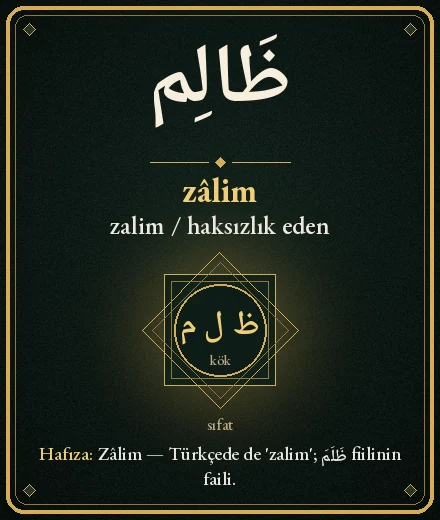 ظَالِم
zâlim
zalim / haksızlık eden
ظ ل م
kök
sıfat
Hafıza: Zâlim — Türkçede de 'zalim'; ظَلَمَ fiilinin
faili.